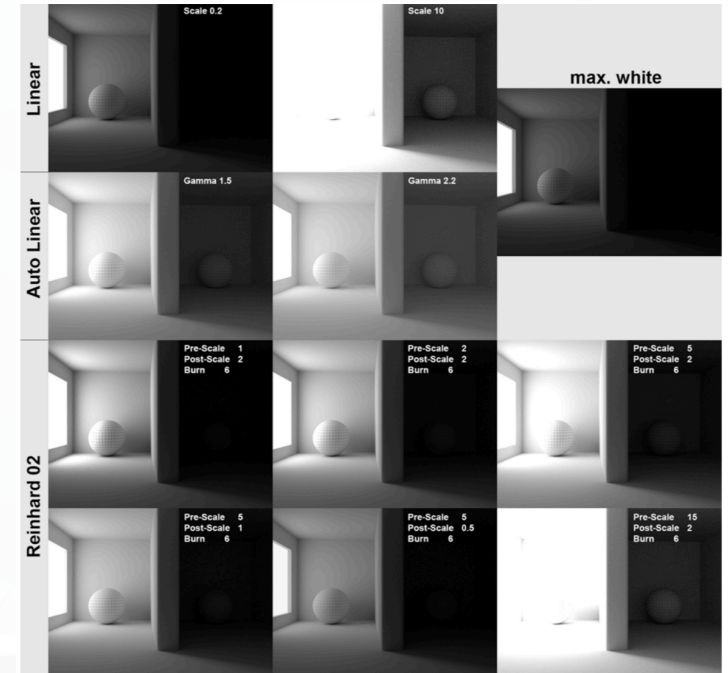 Linear
Scale 0.2
Scale 10
max. white
Auto Linear
Gamma 1.5
Gamma 2.2
Reinhard 02
Pre-Scale 1
Post-Scale 2
Burn 6
Pre-Scale 2
Post-Scale 2
Burn 6
Pre-Scale 5
Post-Scale 2
Burn 6
Pre-Scale 5
Post-Scale 1
Burn 6
Pre-Scale 5
Post-Scale 0.5
Burn 6
Pre-Scale 15
Post-Scale 2
Burn 6